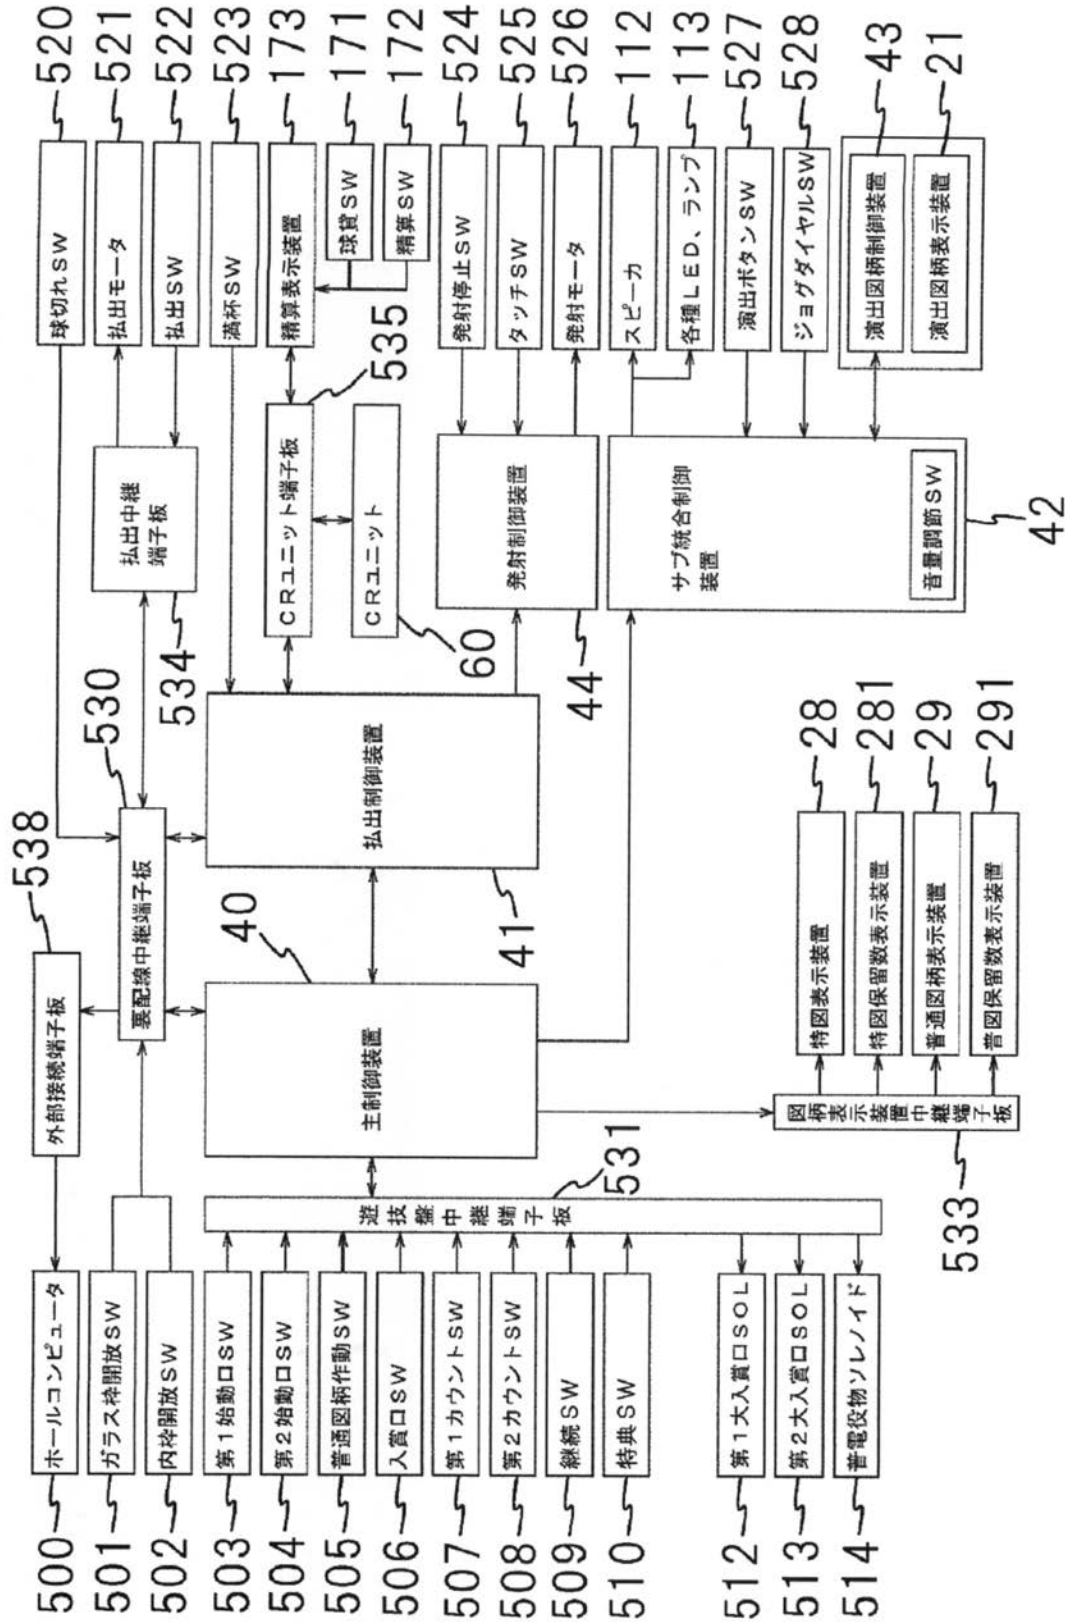 500
ホールコンピュータ
501
ガラス枠開放SW
502
内枠開放SW
503
第1始動口SW
504
第2始動口SW
505
普通図柄作動SW
506
入賞口SW
507
第1カウントSW
508
第2カウントSW
509
継続SW
510
特典SW
512
第1大入賞口SOL
513
第2大入賞口SOL
514
普電役物ソレノイド
外部接続端子板
538
裏配線中継端子板
530
遊技盤中継端子板
531
主制御装置
40
払出制御装置
41
図柄表示装置中継端子板
533
特図表示装置
28
特図保留数表示装置
281
普通図柄表示装置
29
普図保留数表示装置
291
払出中継
端子板
534
CRユニット端子板
535
CRユニット
60
発射制御装置
44
サブ統合制御
装置
音量調節SW
42
球切れSW
520
払出モータ
521
払出SW
522
満杯SW
523
精算表示装置
173
球貸SW
171
精算SW
172
発射停止SW
524
タッチSW
525
発射モータ
526
スピーカ
112
各種LED、ランプ
113
演出ボタンSW
527
ジョグダイヤルSW
528
演出図柄制御装置
43
演出図柄表示装置
21